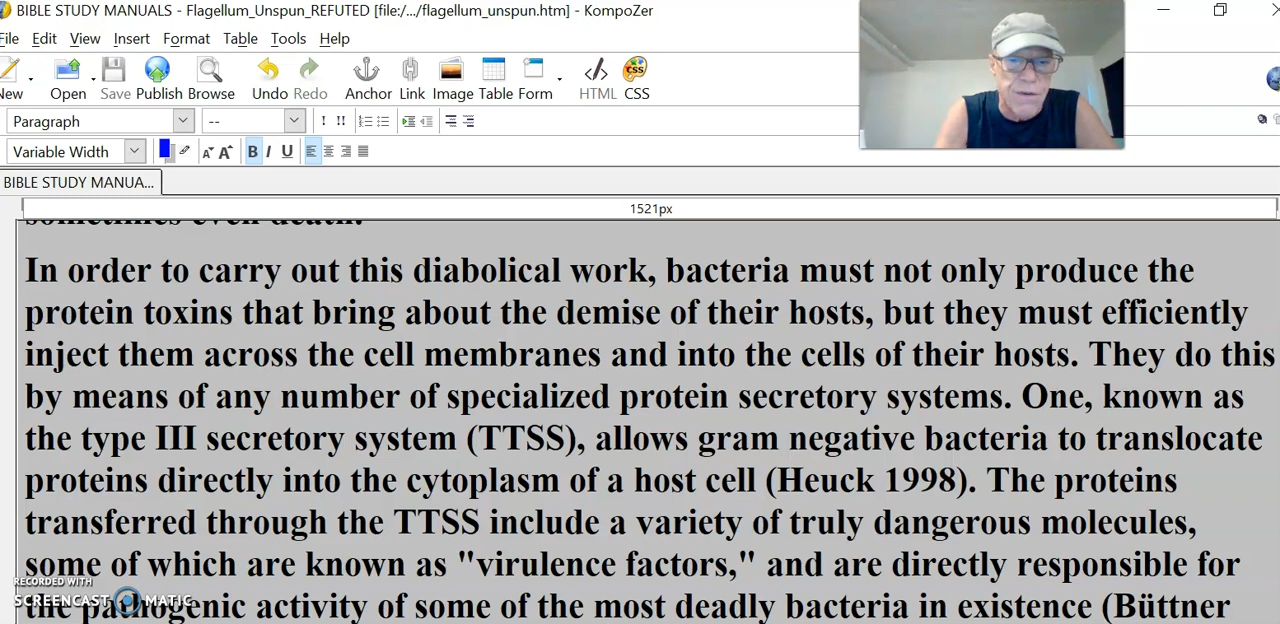 BIBLE STUDY MANUALS - Flagellum_Unspun_REFUTED [file:/.../flagellum_unspun.htm] - KompoZer
File Edit View Insert Format Table Tools Help
New Open Save Publish Browse Undo Redo Anchor Link Image Table Form HTML CSS
Paragraph -- ! !!
Variable Width A A B I U
BIBLE STUDY MANUA...
1521px
sometimes even death.
In order to carry out this diabolical work, bacteria must not only produce the
protein toxins that bring about the demise of their hosts, but they must efficiently
inject them across the cell membranes and into the cells of their hosts. They do this
by means of any number of specialized protein secretory systems. One, known as
the type III secretory system (TTSS), allows gram negative bacteria to translocate
proteins directly into the cytoplasm of a host cell (Heuck 1998). The proteins
transferred through the TTSS include a variety of truly dangerous molecules,
some of which are known as "virulence factors," and are directly responsible for
the pathogenic activity of some of the most deadly bacteria in existence (Büttner
RECORDED WITH
SCREENCAST MATIC